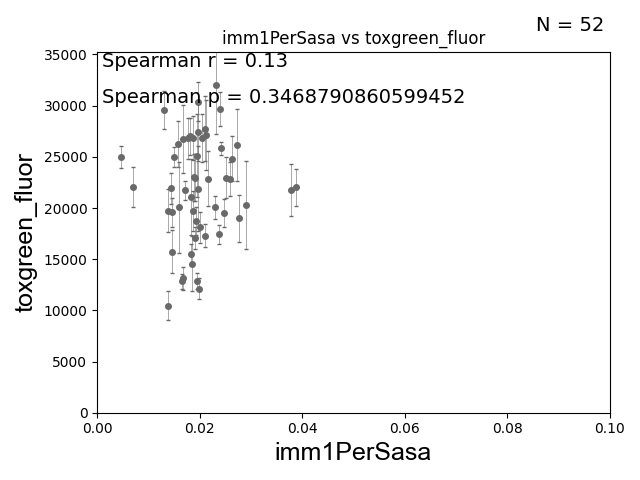 N = 52
imm1PerSasa vs toxgreen_fluor
Spearman r = 0.13
Spearman p = 0.3468790860599452
35000
30000
25000
20000
15000
10000
5000
0
toxgreen_fluor
0.00 0.02 0.04 0.06 0.08 0.10
imm1PerSasa